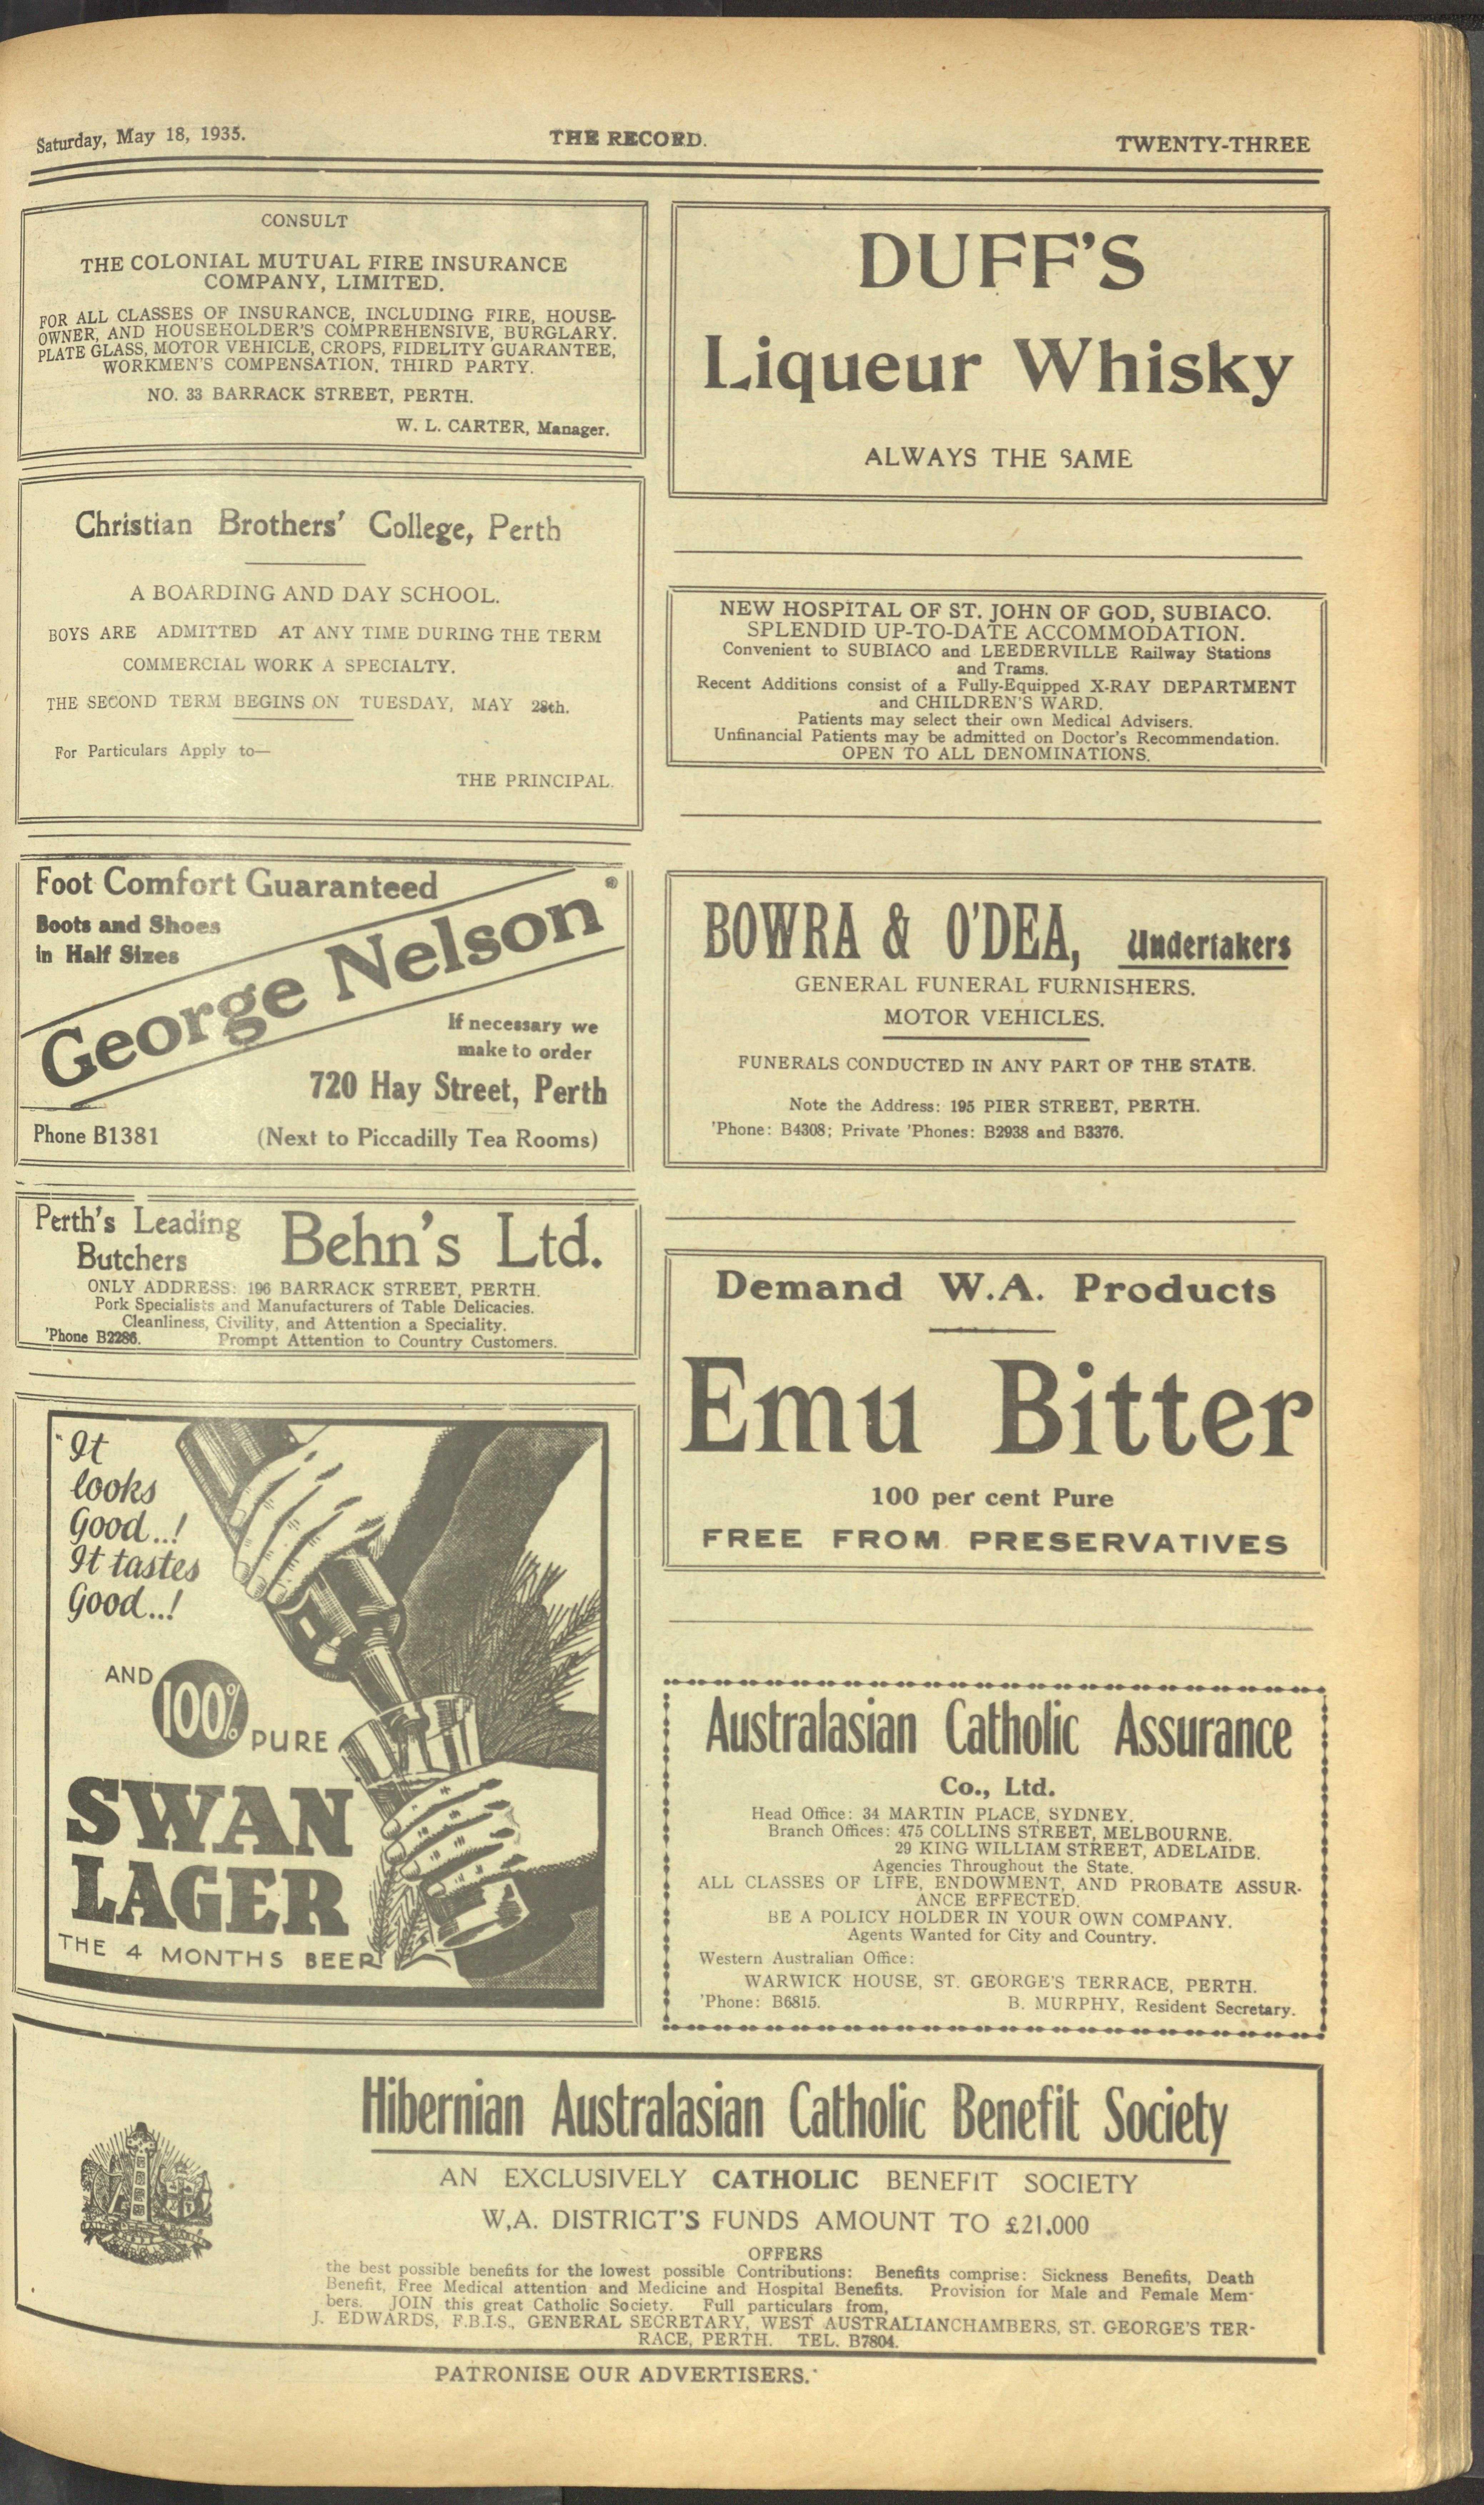 Saturday, May 18, 1935.
THE RECORD.
TWENTY-THREE
CONSULT
THE COLONIAL MUTUAL FIRE INSURANCE
COMPANY, LIMITED.
FOR ALL CLASSES OF INSURANCE, INCLUDING FIRE, HOUSE-
OWNER, AND HOUSEHOLDER'S COMPREHENSIVE, BURGLARY.
PLATE GLASS, MOTOR VEHICLE, CROPS, FIDELITY GUARANTEE,
WORKMEN'S COMPENSATION, THIRD PARTY.
NO. 33 BARRACK STREET, PERTH.
W. L. CARTER, Manager.
Christian Brothers' College, Perth
A BOARDING AND DAY SCHOOL.
BOYS ARE ADMITTED AT ANY TIME DURING THE TERM
COMMERCIAL WORK A SPECIALTY.
THE SECOND TERM BEGINS ON TUESDAY, MAY 28th.
For Particulars Apply to—
THE PRINCIPAL.
Foot Comfort Guaranteed
Boots and Shoes
in Half Sizes
George Nelson
If necessary we
make to order
720 Hay Street, Perth
Phone B1381 (Next to Piccadilly Tea Rooms)
Perth's Leading
Butchers
Behn's Ltd.
ONLY ADDRESS: 196 BARRACK STREET, PERTH.
Pork Specialists and Manufacturers of Table Delicacies.
Cleanliness, Civility, and Attention a Speciality.
'Phone B2286. Prompt Attention to Country Customers.
"It
looks
Good..!
It tastes
Good..!
AND
100%
PURE
SWAN
LAGER
THE 4 MONTHS BEER
DUFF'S
Liqueur Whisky
ALWAYS THE SAME
NEW HOSPITAL OF ST. JOHN OF GOD, SUBIACO.
SPLENDID UP-TO-DATE ACCOMMODATION.
Convenient to SUBIACO and LEEDERVILLE Railway Stations
and Trams.
Recent Additions consist of a Fully-Equipped X-RAY DEPARTMENT
and CHILDREN'S WARD.
Patients may select their own Medical Advisers.
Unfinancial Patients may be admitted on Doctor's Recommendation.
OPEN TO ALL DENOMINATIONS.
BOWRA & O'DEA, Undertakers
GENERAL FUNERAL FURNISHERS.
MOTOR VEHICLES.
FUNERALS CONDUCTED IN ANY PART OF THE STATE.
Note the Address: 195 PIER STREET, PERTH.
'Phone: B4308; Private 'Phones: B2938 and B3376.
Demand W.A. Products
Emu Bitter
100 per cent Pure
FREE FROM PRESERVATIVES
Australasian Catholic Assurance
Co., Ltd.
Head Office: 34 MARTIN PLACE, SYDNEY.
Branch Offices: 475 COLLINS STREET, MELBOURNE.
29 KING WILLIAM STREET, ADELAIDE.
Agencies Throughout the State.
ALL CLASSES OF LIFE, ENDOWMENT, AND PROBATE ASSUR-
ANCE EFFECTED.
BE A POLICY HOLDER IN YOUR OWN COMPANY.
Agents Wanted for City and Country.
Western Australian Office:
WARWICK HOUSE, ST. GEORGE'S TERRACE, PERTH.
'Phone: B6815. B. MURPHY, Resident Secretary.
Hibernian Australasian Catholic Benefit Society
AN EXCLUSIVELY CATHOLIC BENEFIT SOCIETY
W.A. DISTRICT'S FUNDS AMOUNT TO £21,000
OFFERS
the best possible benefits for the lowest possible Contributions: Benefits comprise: Sickness Benefits, Death
Benefit, Free Medical attention and Medicine and Hospital Benefits. Provision for Male and Female Mem-
bers. JOIN this great Catholic Society. Full particulars from,
J. EDWARDS, F.B.I.S., GENERAL SECRETARY, WEST AUSTRALIANCHAMBERS, ST. GEORGE'S TER-
RACE, PERTH. TEL. B7804.
PATRONISE OUR ADVERTISERS.